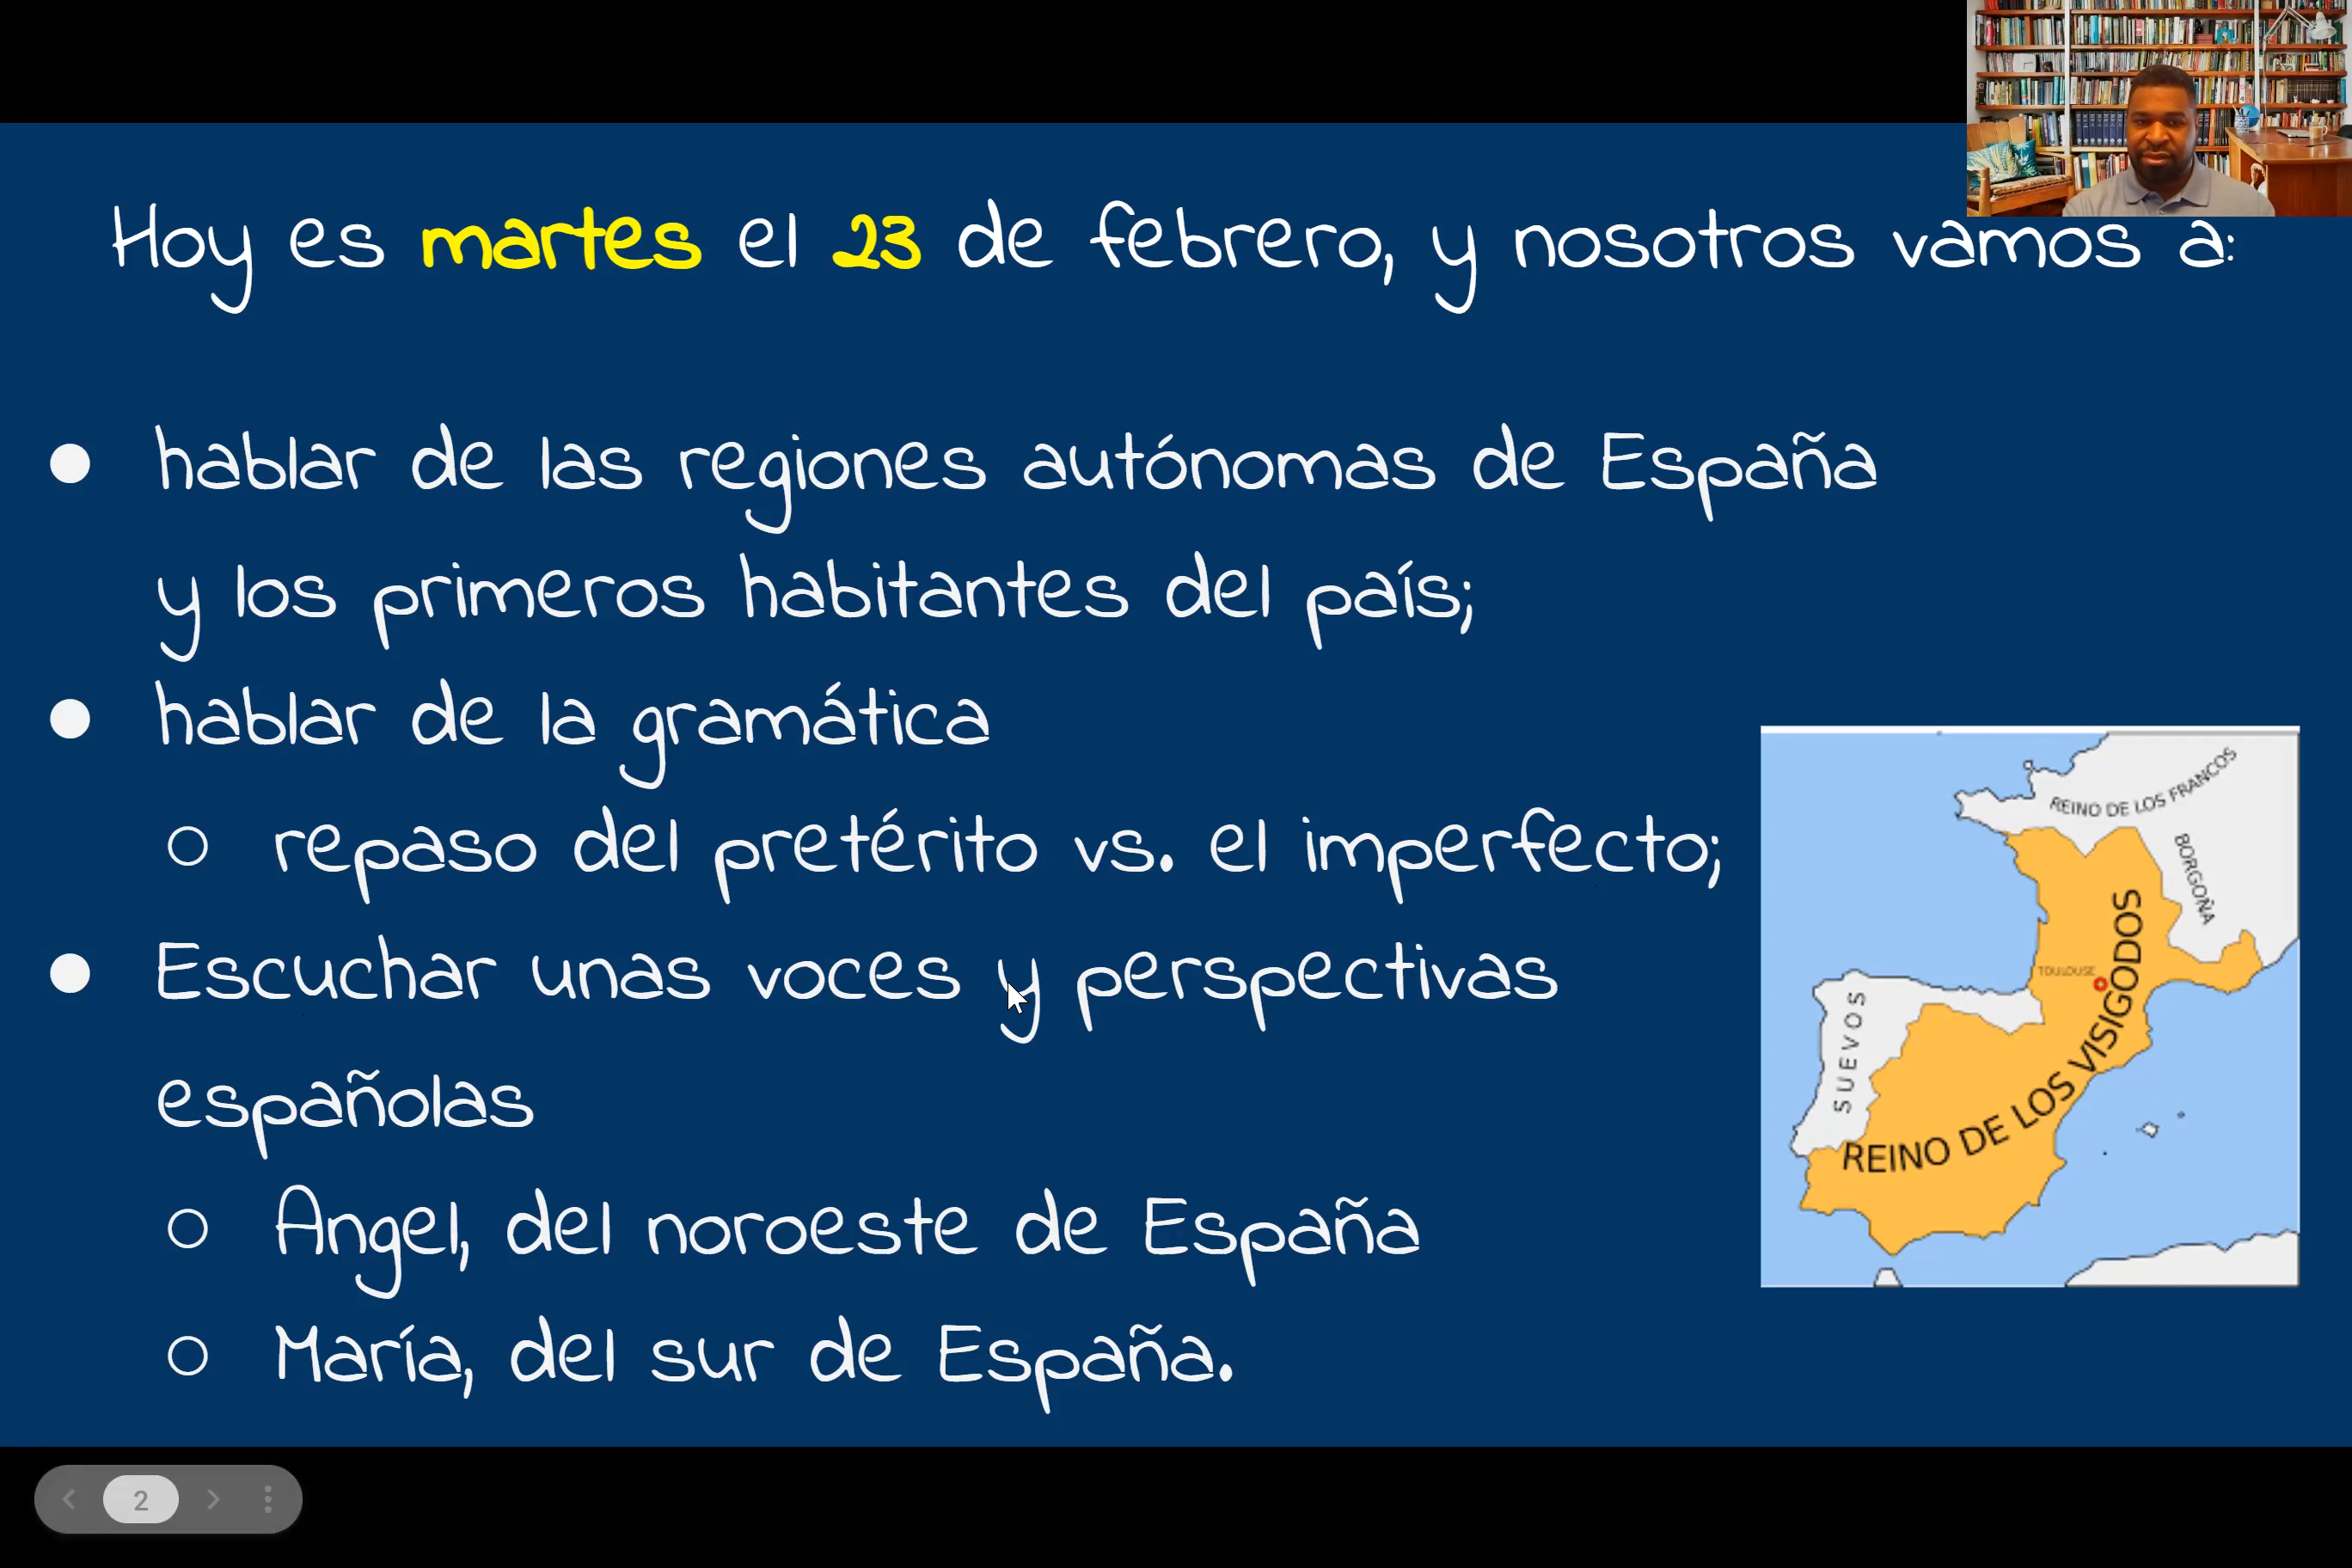 Hoy es martes el 23 de febrero, y nosotros vamos a:
hablar de las regiones autónomas de España
y los primeros habitantes del país;
hablar de la gramática
repaso del pretérito vs. el imperfecto;
Escuchar unas voces y perspectivas
españolas
Angel, del noroeste de España
María, del sur de España.
REINO DE LOS FRANCOS
BORGOÑA
TOULOUSE
SUEVOS
REINO DE LOS VISIGODOS
2